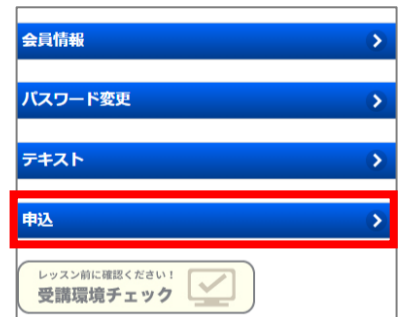 会員情報
パスワード変更
テキスト
申込
レッスン前に確認ください!
受講環境チェック